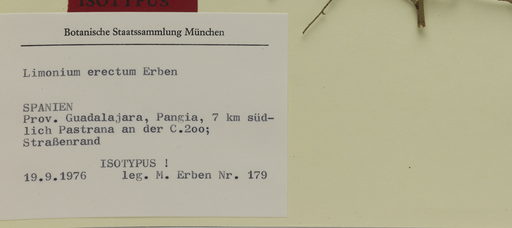 ISOTYPUS
Botanische Staatssammlung München
Limonium erectum Erben
SPANIEN
Prov. Guadalajara, Pangia, 7 km süd-
lich Pastrana an der C.2oo;
Straßenrand
ISOTYPUS !
19.9.1976 leg. M. Erben Nr. 179